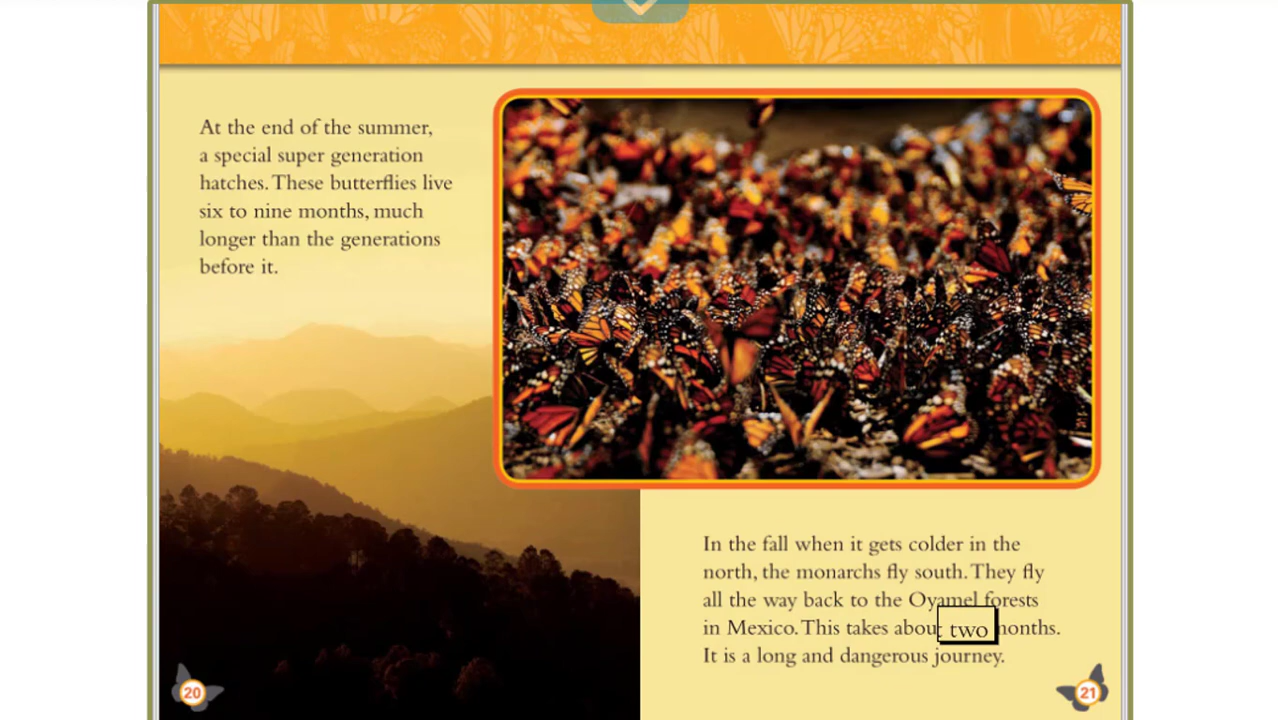 At the end of the summer,
a special super generation
hatches. These butterflies live
six to nine months, much
longer than the generations
before it.
In the fall when it gets colder in the
north, the monarchs fly south. They fly
all the way back to the Oyamel forests
in Mexico. This takes about two months.
It is a long and dangerous journey.
20
21